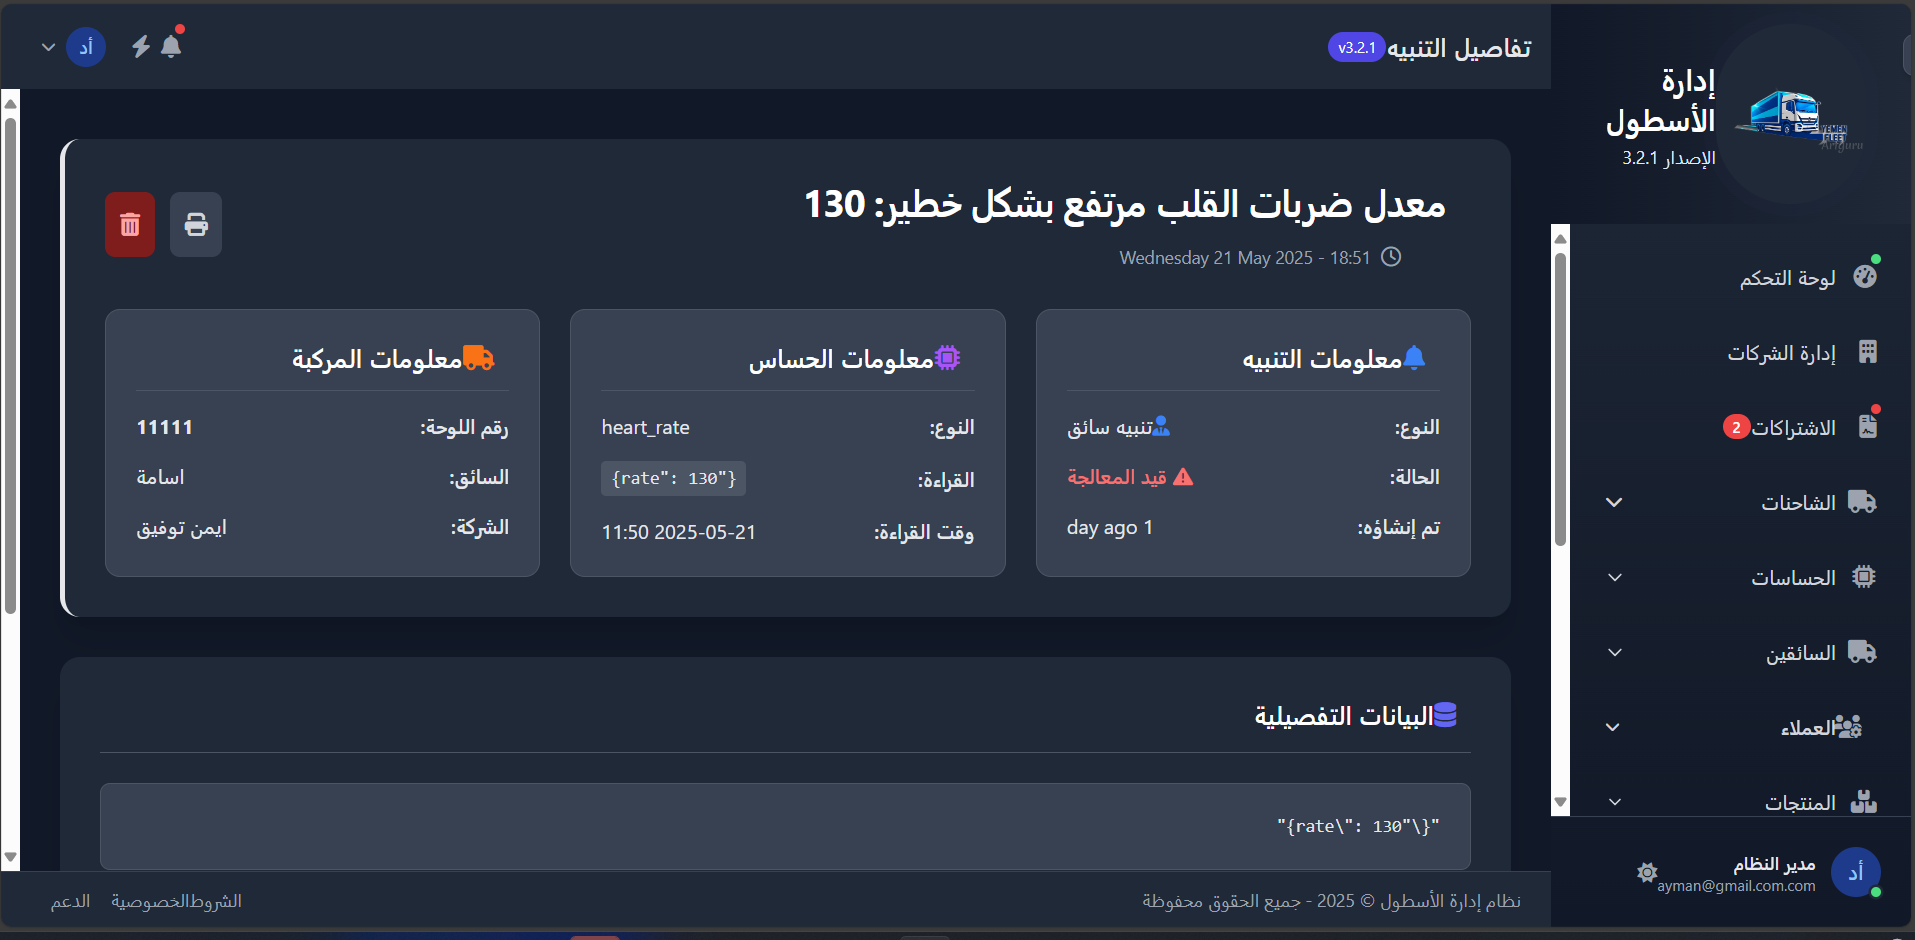 إدارة
الأسطول
الإصدار 3.2.1
YEMEN
FLEET
Artguru
تفاصيل التنبيه v3.2.1
أد
لوحة التحكم
إدارة الشركات
الاشتراكات 2
الشاحنات
الحساسات
السائقين
العملاء
المنتجات
مدير النظام
ayman@gmail.com.com
أد
معدل ضربات القلب مرتفع بشكل خطير: 130
Wednesday 21 May 2025 - 18:51
معلومات التنبيه
النوع: تنبيه سائق
الحالة: قيد المعالجة
تم إنشاؤه: 1 day ago
معلومات الحساس
النوع: heart_rate
القراءة: {"rate": 130}
وقت القراءة: 2025-05-21 11:50
معلومات المركبة
رقم اللوحة: 11111
السائق: اسامة
الشركة: ايمن توفيق
البيانات التفصيلية
"{\"rate\": 130}"
نظام إدارة الأسطول © 2025 - جميع الحقوق محفوظة
الشروط الخصوصية الدعم